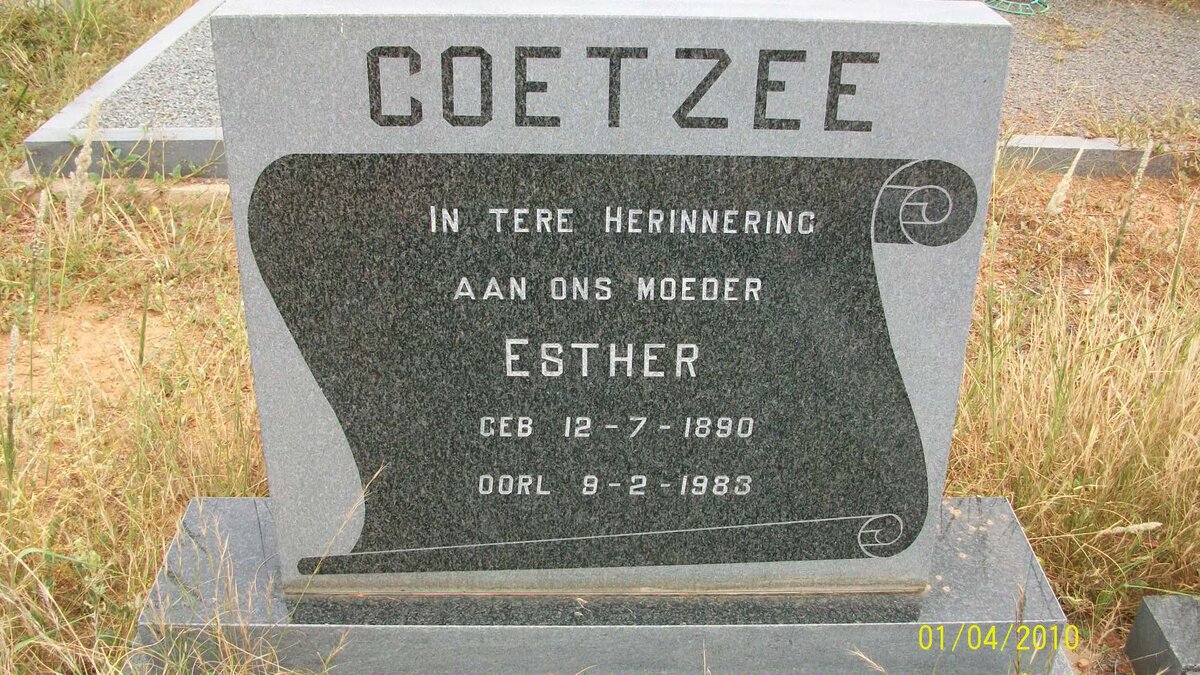 COETZEE
IN TERE HERINNERING
AAN ONS MOEDER
ESTHER
GEB 12-7-1890
OORL 9-2-1983
01/04/2010